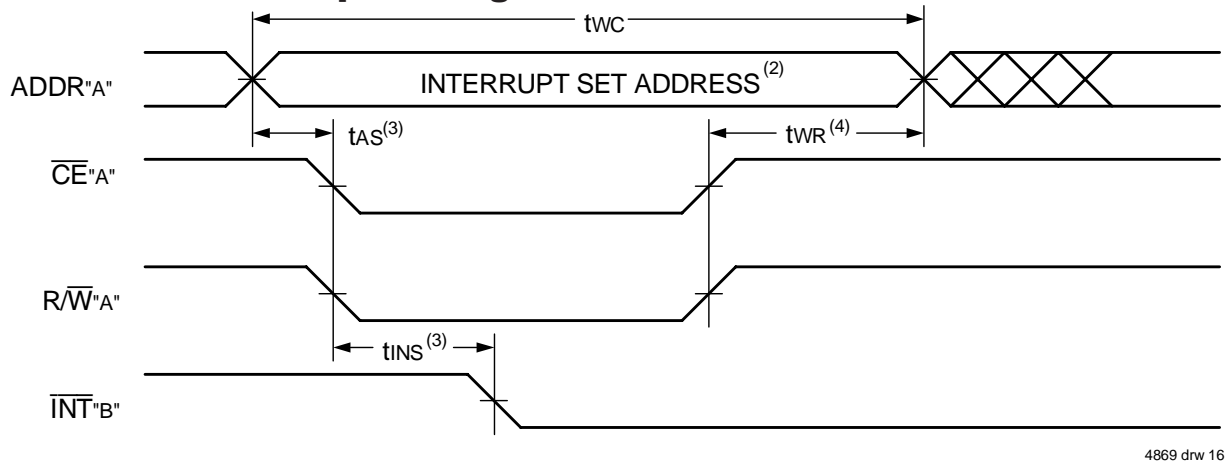 tWC
ADDR"A"
INTERRUPT SET ADDRESS(2)
tAS(3)
tWR(4)
CE"A"
R/W"A"
tINS(3)
INT"B"
4869 drw 16